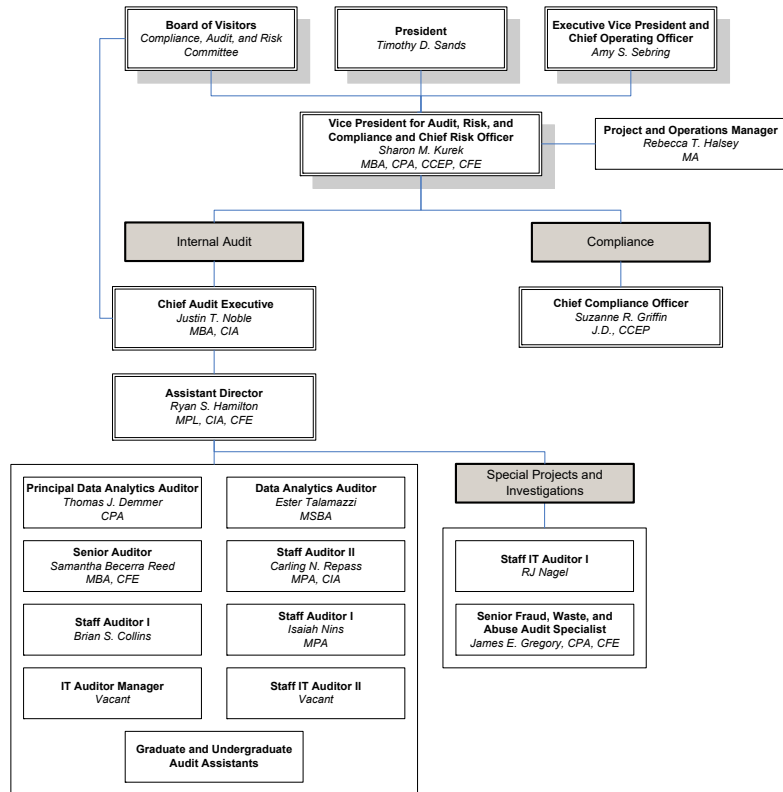 Board of Visitors
Compliance, Audit, and Risk
Committee
President
Timothy D. Sands
Executive Vice President and
Chief Operating Officer
Amy S. Sebring
Vice President for Audit, Risk, and
Compliance and Chief Risk Officer
Sharon M. Kurek
MBA, CPA, CCEP, CFE
Project and Operations Manager
Rebecca T. Halsey
MA
Internal Audit
Compliance
Chief Audit Executive
Justin T. Noble
MBA, CIA
Chief Compliance Officer
Suzanne R. Griffin
J.D., CCEP
Assistant Director
Ryan S. Hamilton
MPL, CIA, CFE
Principal Data Analytics Auditor
Thomas J. Demmer
CPA
Data Analytics Auditor
Ester Talamazzi
MSBA
Senior Auditor
Samantha Becerra Reed
MBA, CFE
Staff Auditor II
Carling N. Repass
MPA, CIA
Staff Auditor I
Brian S. Collins
Staff Auditor I
Isaiah Nins
MPA
IT Auditor Manager
Vacant
Staff IT Auditor II
Vacant
Graduate and Undergraduate
Audit Assistants
Special Projects and
Investigations
Staff IT Auditor I
RJ Nagel
Senior Fraud, Waste, and
Abuse Audit Specialist
James E. Gregory, CPA, CFE